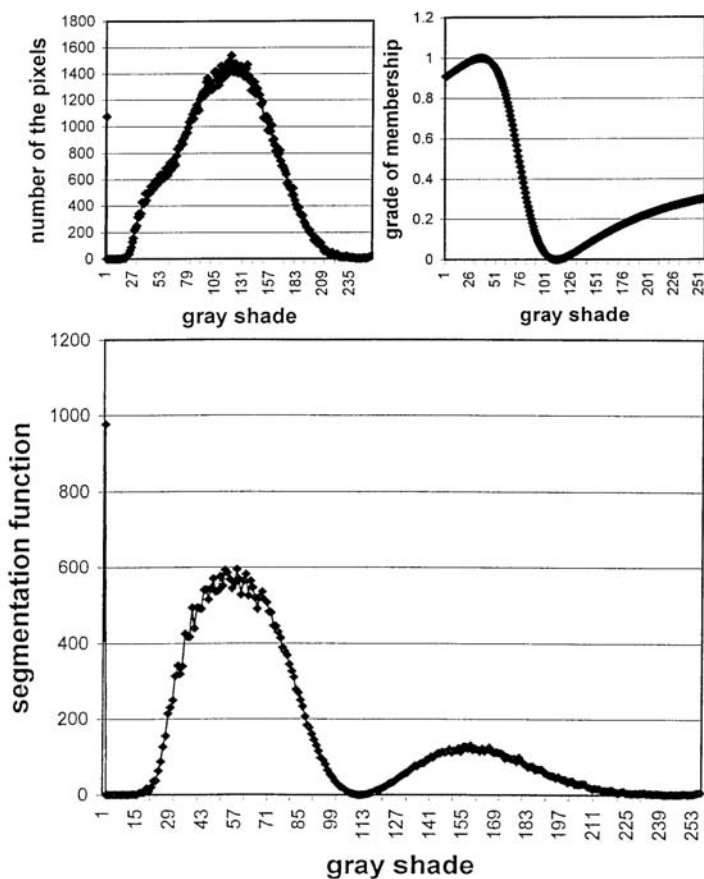 1800
1600
1400
1200
1000
800
600
400
200
0
number of the pixels
1 27 53 79 105 131 157 183 209 235
gray shade
1.2
1
0.8
0.6
0.4
0.2
0
grade of membership
1 26 51 76 101 126 151 176 201 226 251
gray shade
1200
1000
800
600
400
200
0
segmentation function
1 15 29 43 57 71 85 99 113 127 141 155 169 183 197 211 225 239 253
gray shade